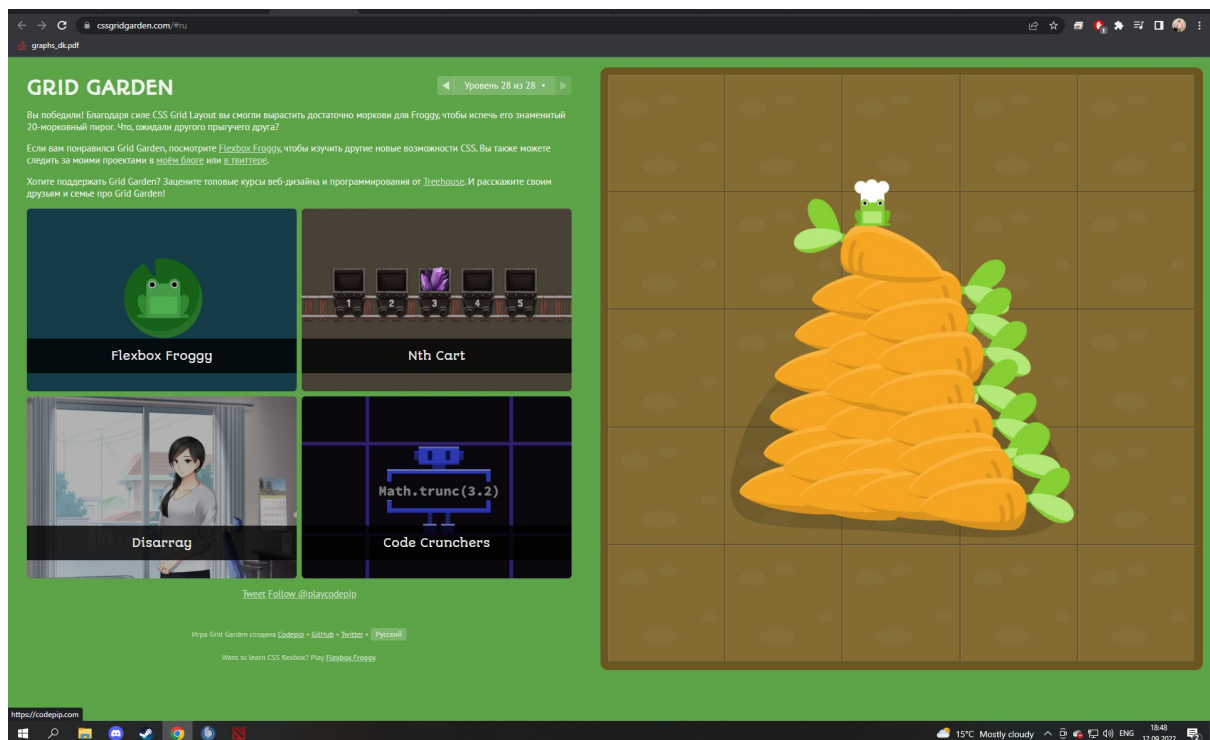 cssgridgarden.com/#ru
graphs_dk.pdf
GRID GARDEN
Уровень 28 из 28
Вы победили! Благодаря силе CSS Grid Layout вы смогли вырастить достаточно моркови для Froggy, чтобы испечь его знаменитый
20-морковный пирог. Что, ожидали другого прыгучего друга?
Если вам понравился Grid Garden, посмотрите Flexbox Froggy, чтобы изучить другие новые возможности CSS. Вы также можете
следить за моими проектами в моём блоге или в твиттере.
Хотите поддержать Grid Garden? Зацените топовые курсы веб-дизайна и программирования от Treehouse. И расскажите своим
друзьям и семье про Grid Garden!
Flexbox Froggy
1 2 3 4 5
Nth Cart
Disarray
Math.trunc(3.2)
Code Crunchers
Tweet Follow @playcodepip
Игра Grid Garden создана Codepip • GitHub • Twitter • Русский
Want to learn CSS flexbox? Play Flexbox Froggy
https://codepip.com
15°C Mostly cloudy ENG 18:48
12.09.2022